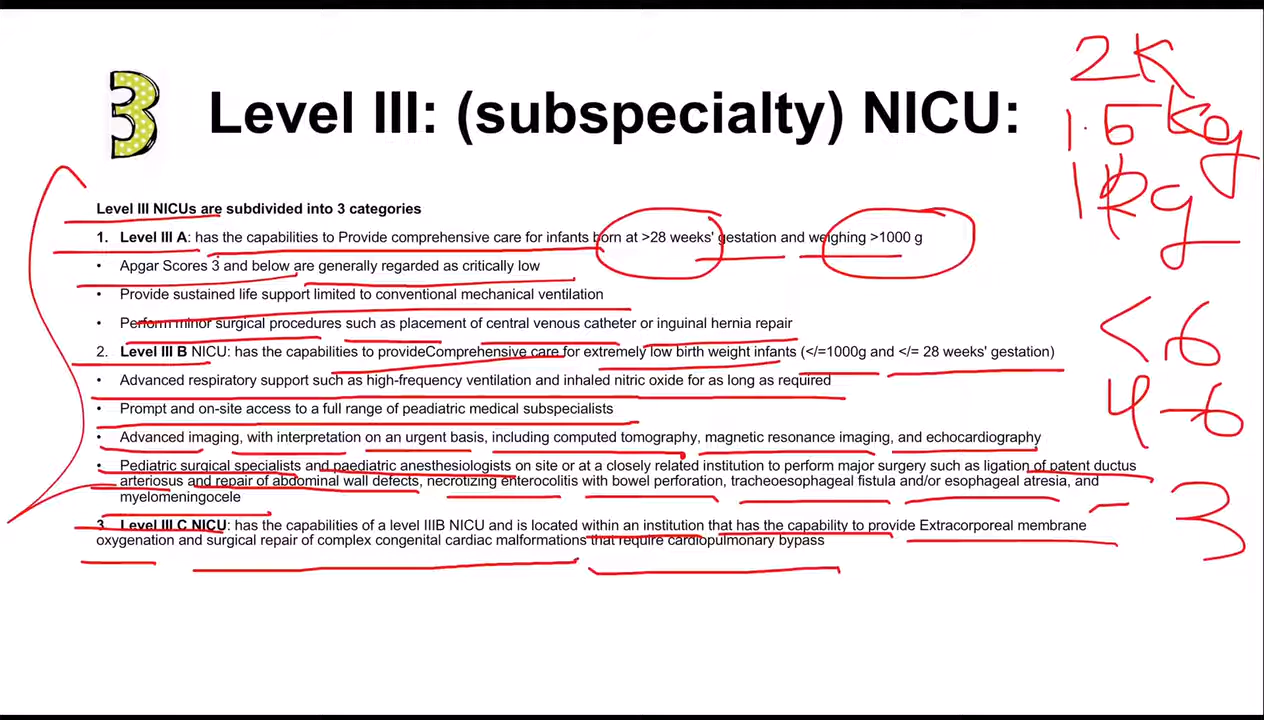 3 Level III: (subspecialty) NICU:
2K
1.5 kg
1kg
Level III NICUs are subdivided into 3 categories
1. Level III A: has the capabilities to Provide comprehensive care for infants born at >28 weeks' gestation and weighing >1000 g
• Apgar Scores 3 and below are generally regarded as critically low
• Provide sustained life support limited to conventional mechanical ventilation
• Perform minor surgical procedures such as placement of central venous catheter or inguinal hernia repair
<6
2. Level III B NICU: has the capabilities to provideComprehensive care for extremely low birth weight infants (</=1000g and </= 28 weeks' gestation)
• Advanced respiratory support such as high-frequency ventilation and inhaled nitric oxide for as long as required
• Prompt and on-site access to a full range of peadiatric medical subspecialists
4-6
• Advanced imaging, with interpretation on an urgent basis, including computed tomography, magnetic resonance imaging, and echocardiography
• Pediatric surgical specialists and paediatric anesthesiologists on site or at a closely related institution to perform major surgery such as ligation of patent ductus
arteriosus and repair of abdominal wall defects, necrotizing enterocolitis with bowel perforation, tracheoesophageal fistula and/or esophageal atresia, and
myelomeningocele
3
3. Level III C NICU: has the capabilities of a level IIIB NICU and is located within an institution that has the capability to provide Extracorporeal membrane
oxygenation and surgical repair of complex congenital cardiac malformations that require cardiopulmonary bypass